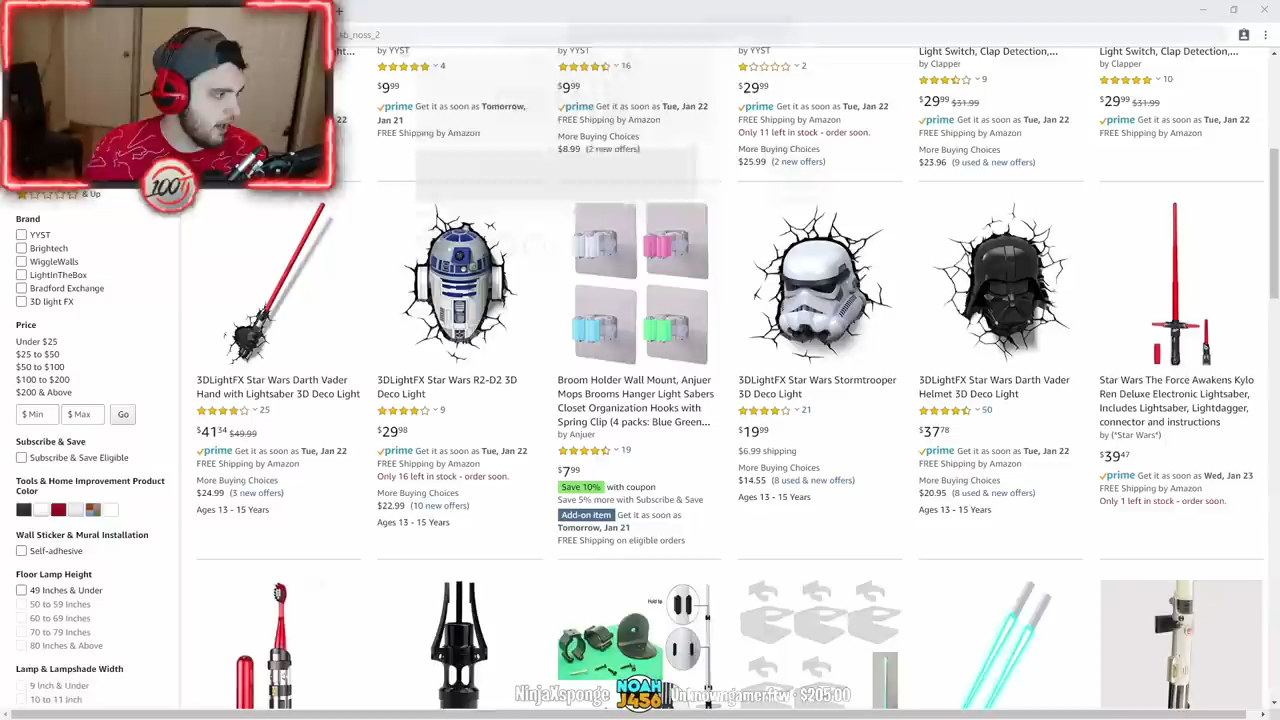 sb_noss_2
by YYST
4
$9.99
prime Get it as soon as Tomorrow,
Jan 21
FREE Shipping by Amazon
by YYST
16
$9.99
prime Get it as soon as Tue, Jan 22
FREE Shipping by Amazon
More Buying Choices
$8.99 (2 new offers)
by YYST
2
$29.99
prime Get it as soon as Tue, Jan 22
FREE Shipping by Amazon
Only 11 left in stock - order soon.
More Buying Choices
$25.99 (2 new offers)
Light Switch, Clap Detection,...
by Clapper
9
$29.99 $31.99
prime Get it as soon as Tue, Jan 22
FREE Shipping by Amazon
More Buying Choices
$23.96 (9 used & new offers)
Light Switch, Clap Detection,...
by Clapper
10
$29.99 $31.99
prime Get it as soon as Tue, Jan 22
FREE Shipping by Amazon
100
& Up
Brand
YYST
Brightech
WiggleWalls
LightInTheBox
Bradford Exchange
3D light FX
Price
Under $25
$25 to $50
$50 to $100
$100 to $200
$200 & Above
$ Min $ Max Go
Subscribe & Save
Subscribe & Save Eligible
Tools & Home Improvement Product
Color
Wall Sticker & Mural Installation
Self-adhesive
Floor Lamp Height
49 Inches & Under
50 to 59 Inches
60 to 69 Inches
70 to 79 Inches
80 Inches & Above
Lamp & Lampshade Width
9 Inch & Under
10 to 11 Inch
3DLightFX Star Wars Darth Vader
Hand with Lightsaber 3D Deco Light
25
$41.34 $49.99
prime Get it as soon as Tue, Jan 22
FREE Shipping by Amazon
More Buying Choices
$24.99 (3 new offers)
Ages 13 - 15 Years
3DLightFX Star Wars R2-D2 3D
Deco Light
9
$29.98
prime Get it as soon as Tue, Jan 22
FREE Shipping by Amazon
Only 16 left in stock - order soon.
More Buying Choices
$22.99 (10 new offers)
Ages 13 - 15 Years
Broom Holder Wall Mount, Anjuer
Mops Brooms Hanger Light Sabers
Closet Organization Hooks with
Spring Clip (4 packs: Blue Green...
by Anjuer
19
$7.99
Save 10% with coupon
Save 5% more with Subscribe & Save
Add-on item Get it as soon as
Tomorrow, Jan 21
FREE Shipping on eligible orders
3DLightFX Star Wars Stormtrooper
3D Deco Light
21
$19.99
$6.99 shipping
More Buying Choices
$14.55 (8 used & new offers)
Ages 13 - 15 Years
3DLightFX Star Wars Darth Vader
Helmet 3D Deco Light
50
$37.78
prime Get it as soon as Tue, Jan 22
FREE Shipping by Amazon
More Buying Choices
$20.95 (8 used & new offers)
Ages 13 - 15 Years
Star Wars The Force Awakens Kylo
Ren Deluxe Electronic Lightsaber,
Includes Lightsaber, Lightdagger,
connector and instructions
by (*Star Wars*)
$39.47
prime Get it as soon as Wed, Jan 23
FREE Shipping by Amazon
Only 1 left in stock - order soon.
NinjaXsponge
NOAH
J456
Unknowngamerftw - $205.00